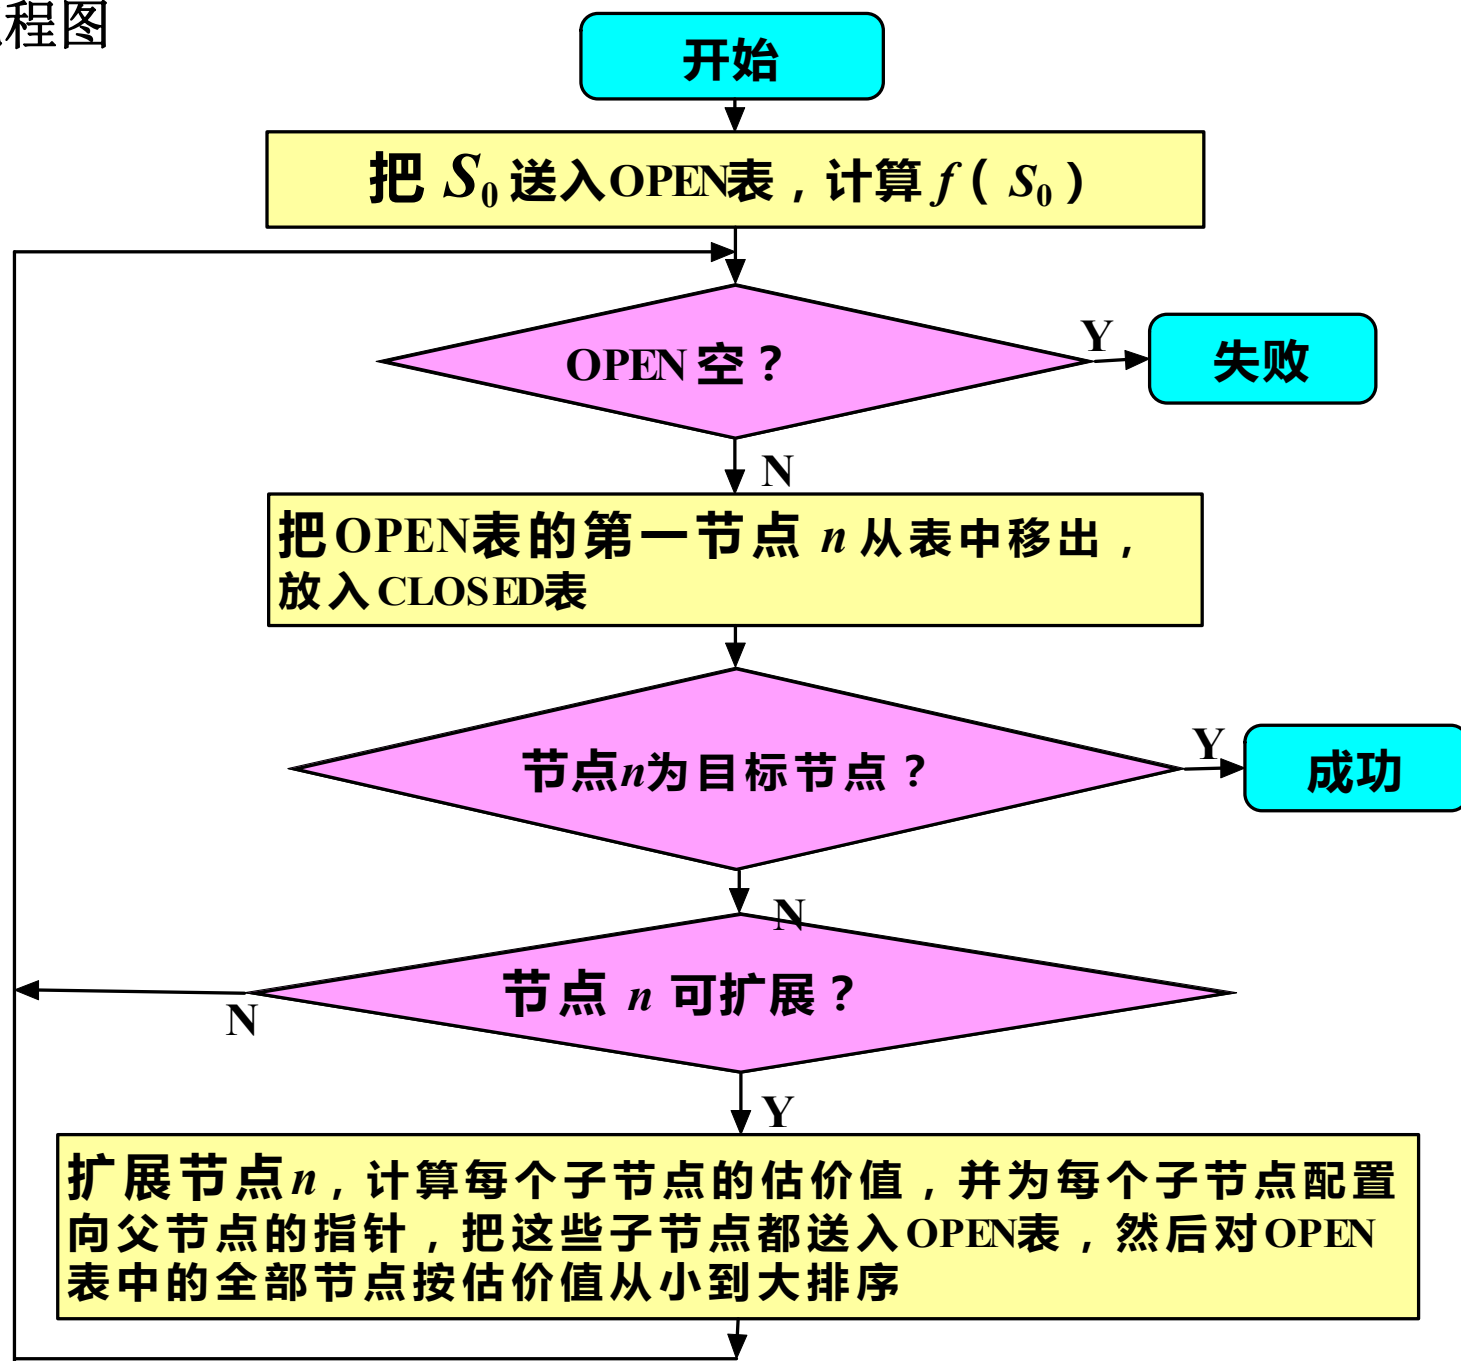 程图
开始
把 S0 送入OPEN表，计算 f（ S0 ）
OPEN 空？
Y
失败
N
把OPEN表的第一节点 n 从表中移出，
放入CLOSED表
节点n为目标节点？
Y
成功
N
节点 n 可扩展？
N
Y
扩展节点n，计算每个子节点的估价值，并为每个子节点配置
向父节点的指针，把这些子节点都送入OPEN表，然后对OPEN
表中的全部节点按估价值从小到大排序